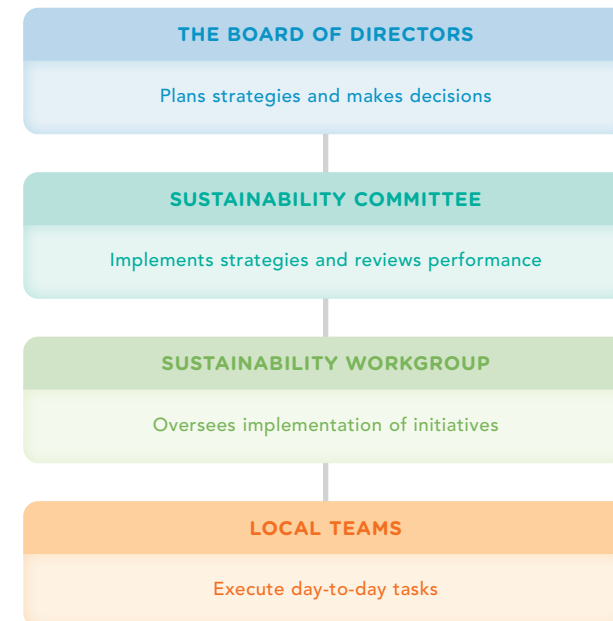 THE BOARD OF DIRECTORS
Plans strategies and makes decisions
SUSTAINABILITY COMMITTEE
Implements strategies and reviews performance
SUSTAINABILITY WORKGROUP
Oversees implementation of initiatives
LOCAL TEAMS
Execute day-to-day tasks